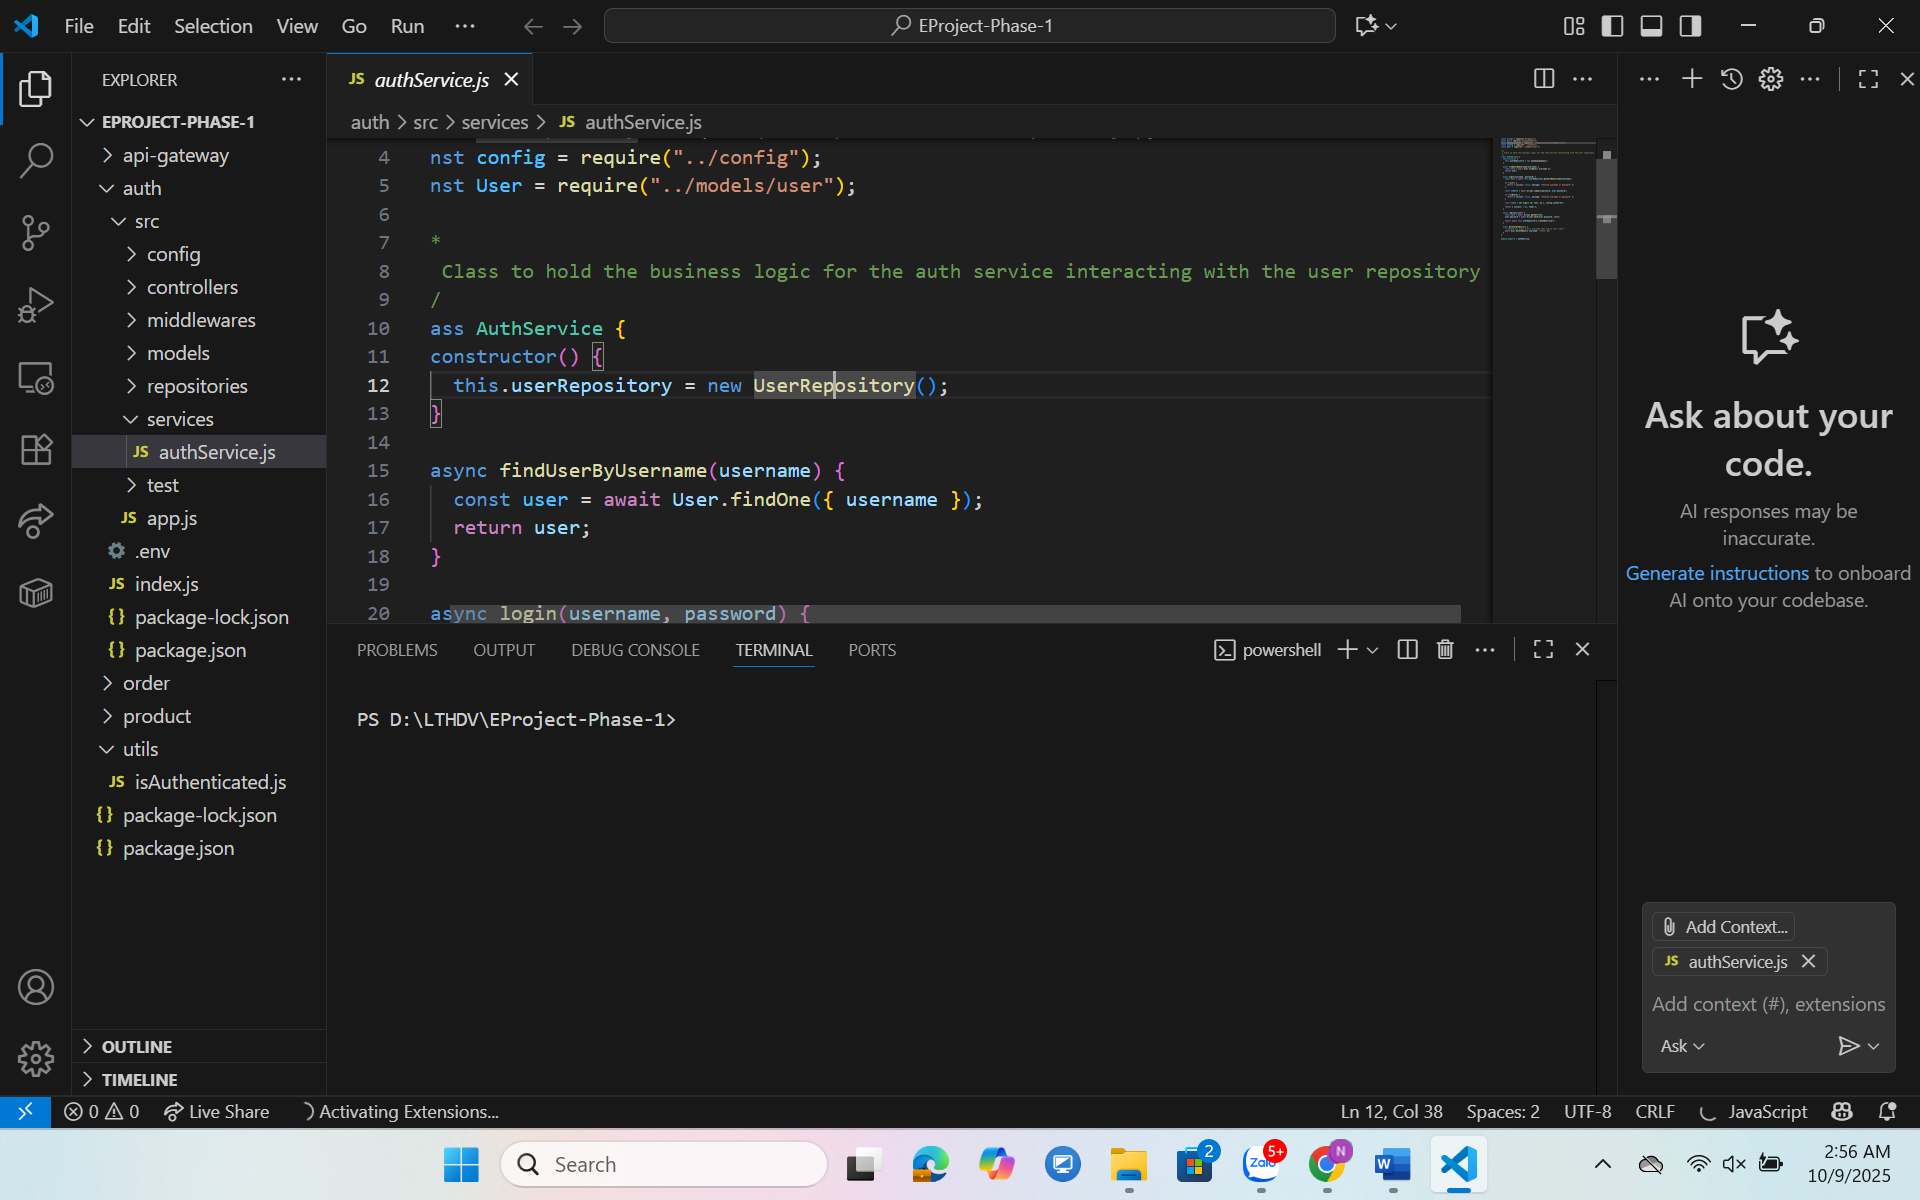 File Edit Selection View Go Run
EProject-Phase-1
EXPLORER
EPROJECT-PHASE-1
api-gateway
auth
src
config
controllers
middlewares
models
repositories
services
JS authService.js
test
JS app.js
.env
JS index.js
{} package-lock.json
{} package.json
order
product
utils
JS isAuthenticated.js
{} package-lock.json
{} package.json
OUTLINE
TIMELINE
JS authService.js
auth > src > services > JS authService.js
4 nst config = require("../config");
5 nst User = require("../models/user");
6
7 *
8 Class to hold the business logic for the auth service interacting with the user repository
9 /
10 ass AuthService {
11 constructor() {
12 this.userRepository = new UserRepository();
13 }
14
15 async findUserByUsername(username) {
16 const user = await User.findOne({ username });
17 return user;
18 }
19
20 async login(username, password) {
PROBLEMS OUTPUT DEBUG CONSOLE TERMINAL PORTS
powershell
PS D:\LTHDV\EProject-Phase-1>
Ask about your
code.
AI responses may be
inaccurate.
Generate instructions to onboard
AI onto your codebase.
Add Context...
JS authService.js
Add context (#), extensions
Ask
0 0 Live Share Activating Extensions...
Ln 12, Col 38 Spaces: 2 UTF-8 CRLF JavaScript
Search
2
Zalo 5+
N
W
2:56 AM
10/9/2025